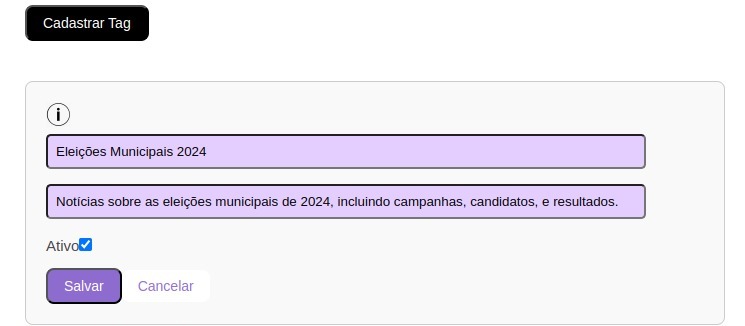 Cadastrar Tag
i
Eleições Municipais 2024
Notícias sobre as eleições municipais de 2024, incluindo campanhas, candidatos, e resultados.
Ativo
Salvar
Cancelar